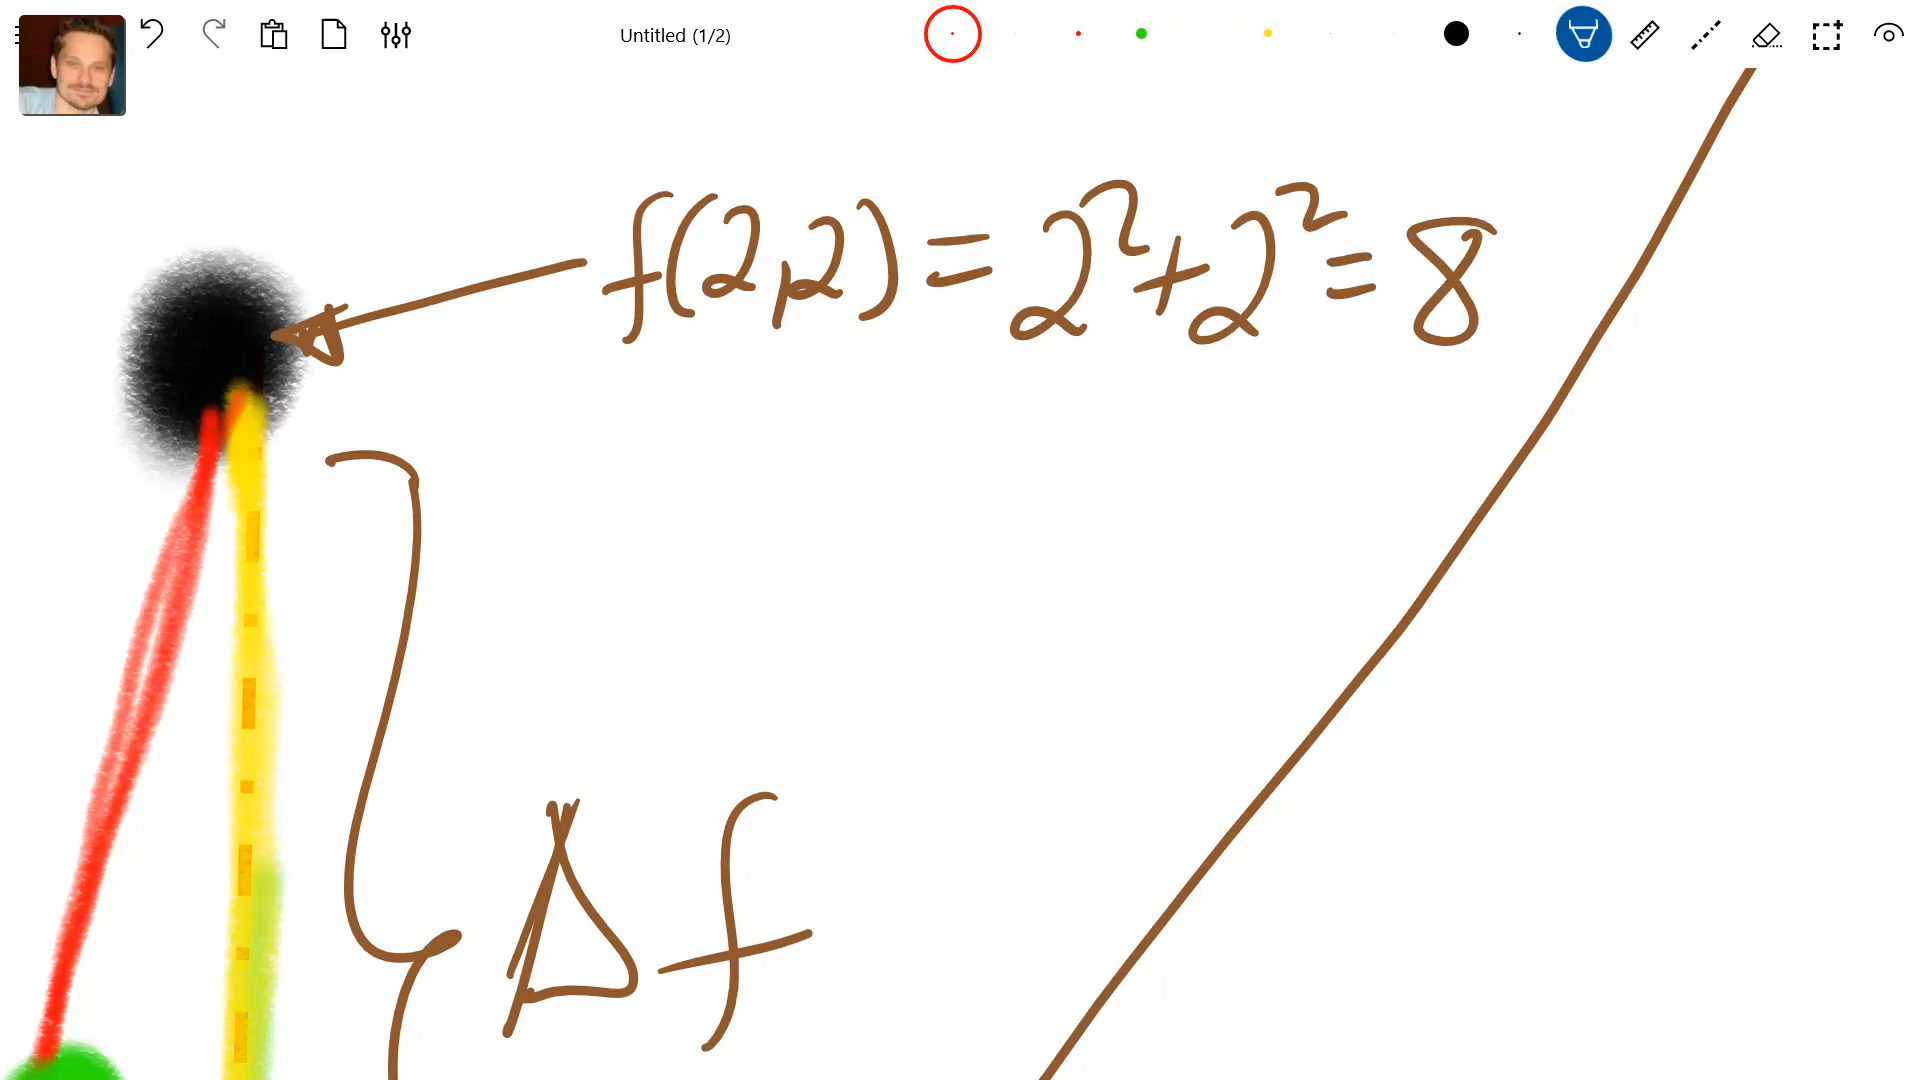 Untitled (1/2)
f(2,2)=2²+2²=8
Δf